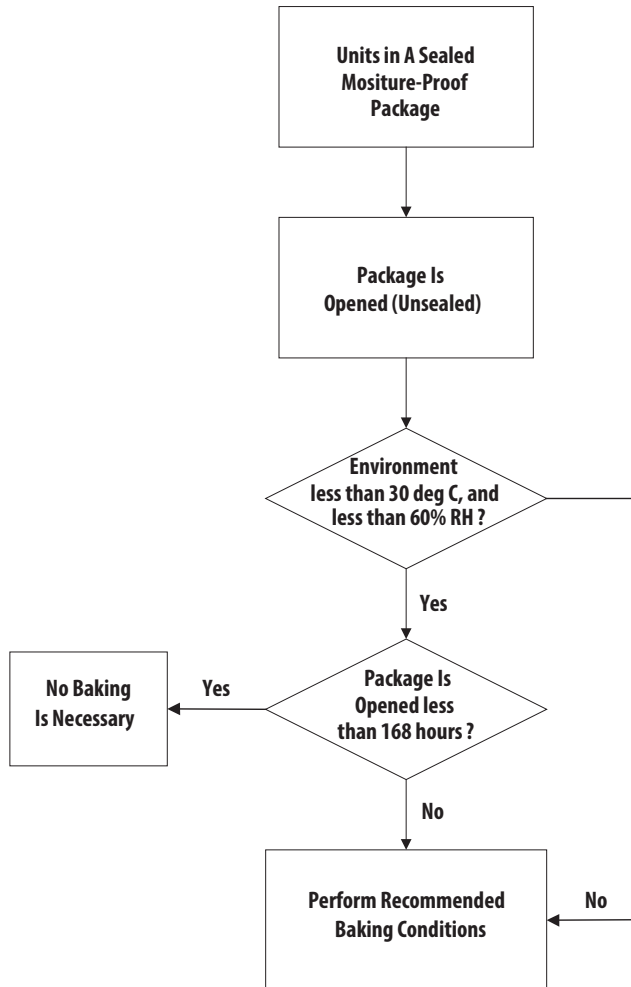 Units in A Sealed
Mositure-Proof
Package
Package Is
Opened (Unsealed)
Environment
less than 30 deg C, and
less than 60% RH ?
Yes
No Baking
Is Necessary
Yes
Package Is
Opened less
than 168 hours ?
No
Perform Recommended
Baking Conditions
No